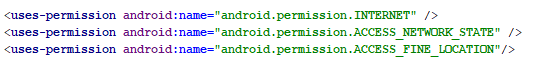 <uses-permission android:name="android.permission.INTERNET" />
<uses-permission android:name="android.permission.ACCESS_NETWORK_STATE" />
<uses-permission android:name="android.permission.ACCESS_FINE_LOCATION"/>